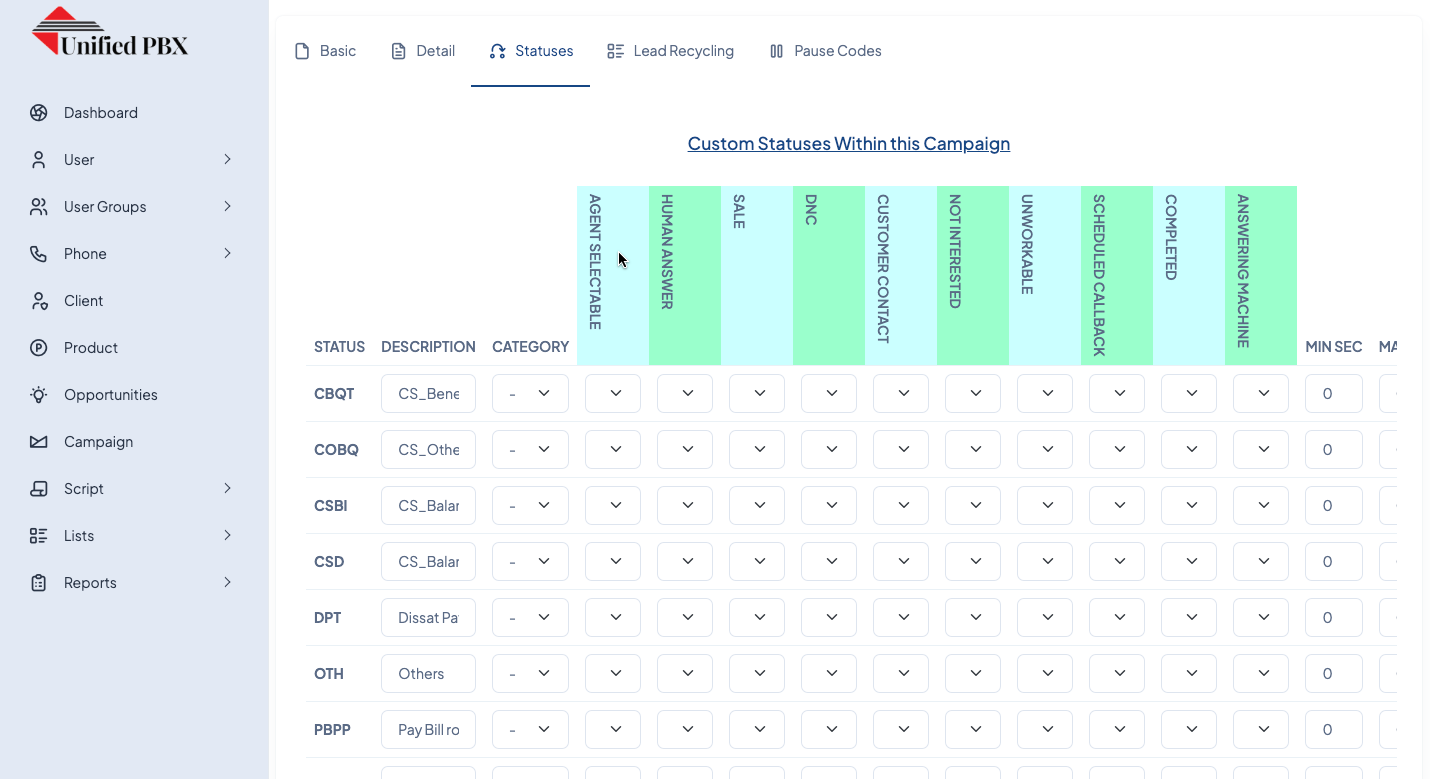 Unified PBX
Dashboard
User
User Groups
Phone
Client
Product
Opportunities
Campaign
Script
Lists
Reports
Basic
Detail
Statuses
Lead Recycling
Pause Codes
Custom Statuses Within this Campaign
STATUS DESCRIPTION CATEGORY AGENT SELECTABLE HUMAN ANSWER SALE DNC CUSTOMER CONTACT NOT INTERESTED UNWORKABLE SCHEDULED CALLBACK COMPLETED ANSWERING MACHINE MIN SEC MA
CBQT CS_Bene - 0
COBQ CS_Othe - 0
CSBI CS_Balar - 0
CSD CS_Balar - 0
DPT Dissat Pa - 0
OTH Others - 0
PBPP Pay Bill ro - 0